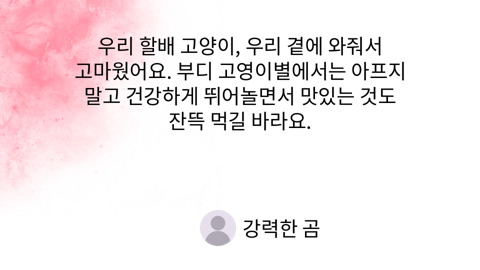 우리 할배 고양이, 우리 곁에 와줘서
고마웠어요. 부디 고영이별에서는 아프지
말고 건강하게 뛰어놀면서 맛있는 것도
잔뜩 먹길 바라요.
강력한 곰